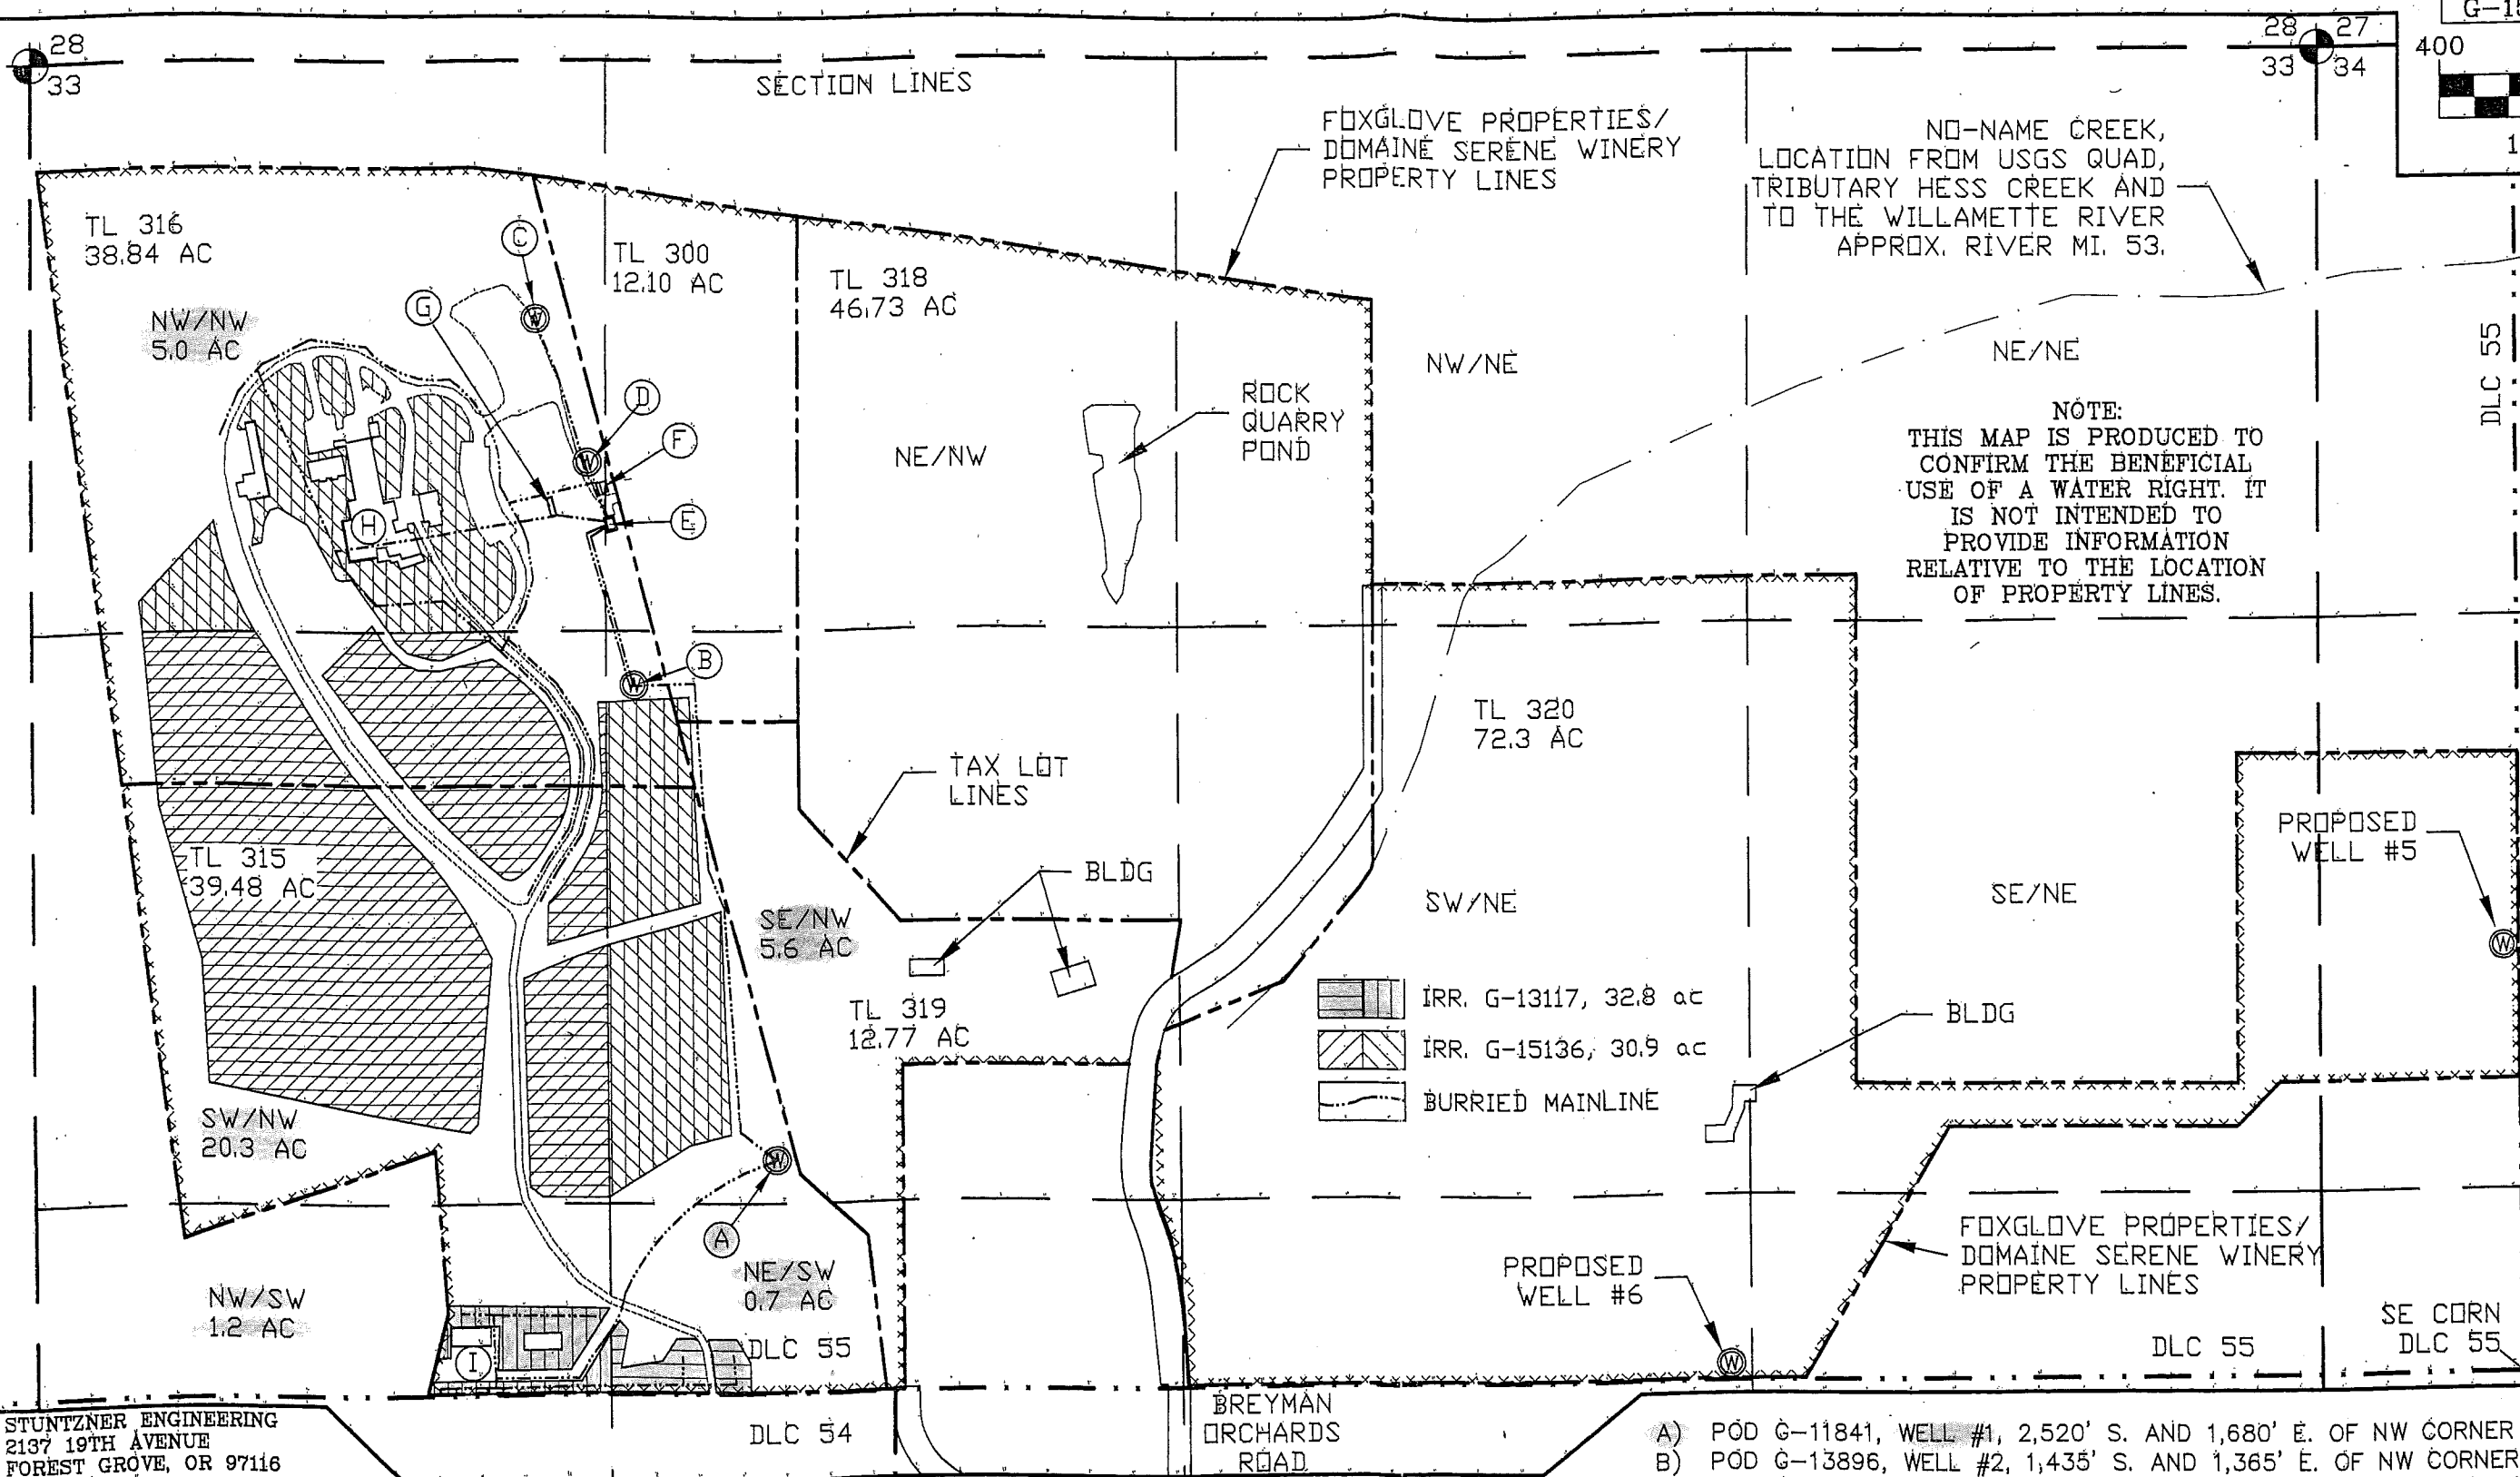 G-15
28
33
28 27
33 34
400
1
SECTION LINES
FOXGLOVE PROPERTIES/
DOMAINE SERENE WINERY
PROPERTY LINES
NO-NAME CREEK,
LOCATION FROM USGS QUAD,
TRIBUTARY HESS CREEK AND
TO THE WILLAMETTE RIVER
APPROX. RIVER MI. 53.
TL 316
38.84 AC
C
TL 300
12.10 AC
TL 318
46.73 AC
NW/NW
5.0 AC
G
W
D
F
W
E
H
NE/NW
ROCK
QUARRY
POND
NW/NE
NE/NE
DLC 55
NOTE:
THIS MAP IS PRODUCED TO
CONFIRM THE BENEFICIAL
USE OF A WATER RIGHT. IT
IS NOT INTENDED TO
PROVIDE INFORMATION
RELATIVE TO THE LOCATION
OF PROPERTY LINES.
B
W
TL 320
72.3 AC
TAX LOT
LINES
PROPOSED
WELL #5
W
TL 315
39.48 AC
BLDG
SE/NW
5.6 AC
SW/NE
SE/NE
TL 319
12.77 AC
IRR. G-13117, 32.8 ac
IRR. G-15136, 30.9 ac
BURRIED MAINLINE
BLDG
SW/NW
20.3 AC
W
A
NE/SW
0.7 AC
NW/SW
1.2 AC
I
DLC 55
PROPOSED
WELL #6
W
FOXGLOVE PROPERTIES/
DOMAINE SERENE WINERY
PROPERTY LINES
DLC 55
SE CORN
DLC 55
STUNTZNER ENGINEERING
2137 19TH AVENUE
FOREST GROVE, OR 97116
DLC 54
BREYMAN
ORCHARDS
ROAD
A) POD G-11841, WELL #1, 2,520' S. AND 1,680' E. OF NW CORNER
B) POD G-13896, WELL #2, 1,435' S. AND 1,365' E. OF NW CORNER